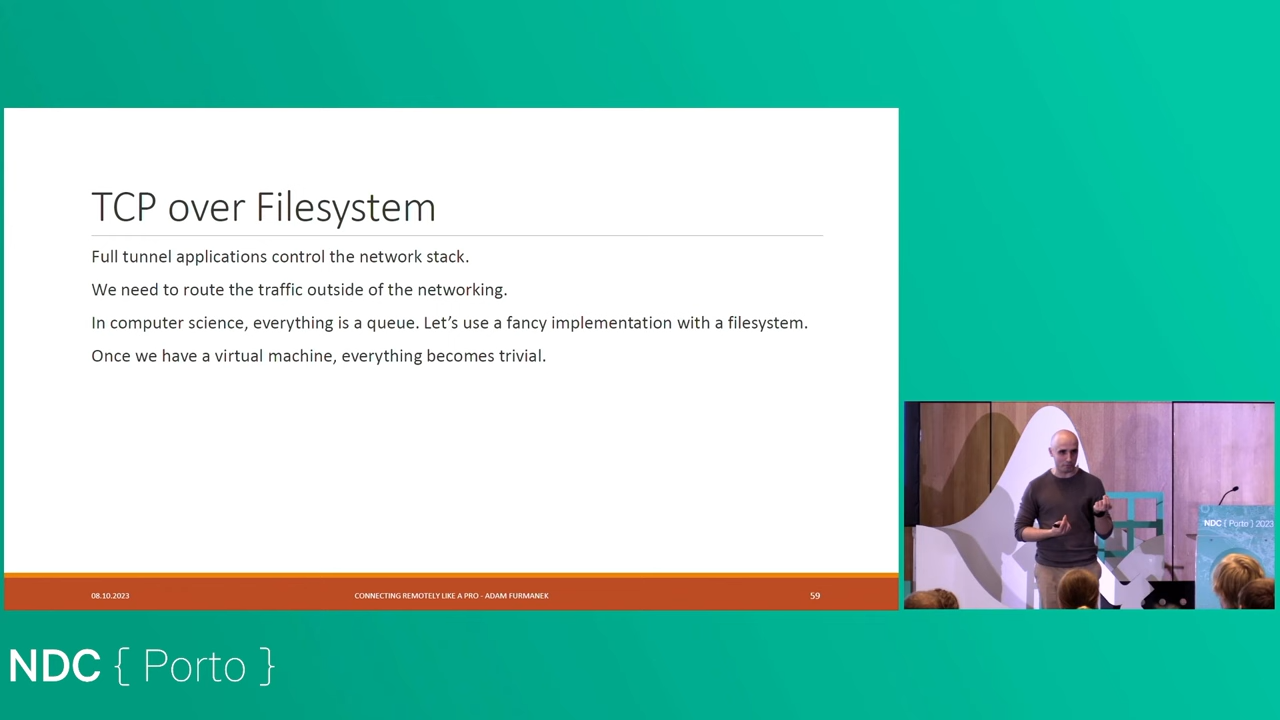 TCP over Filesystem
Full tunnel applications control the network stack.
We need to route the traffic outside of the networking.
In computer science, everything is a queue. Let’s use a fancy implementation with a filesystem.
Once we have a virtual machine, everything becomes trivial.
08.10.2023
CONNECTING REMOTELY LIKE A PRO - ADAM FURMANEK
59
NDC { Porto } 2023
NDC { Porto }